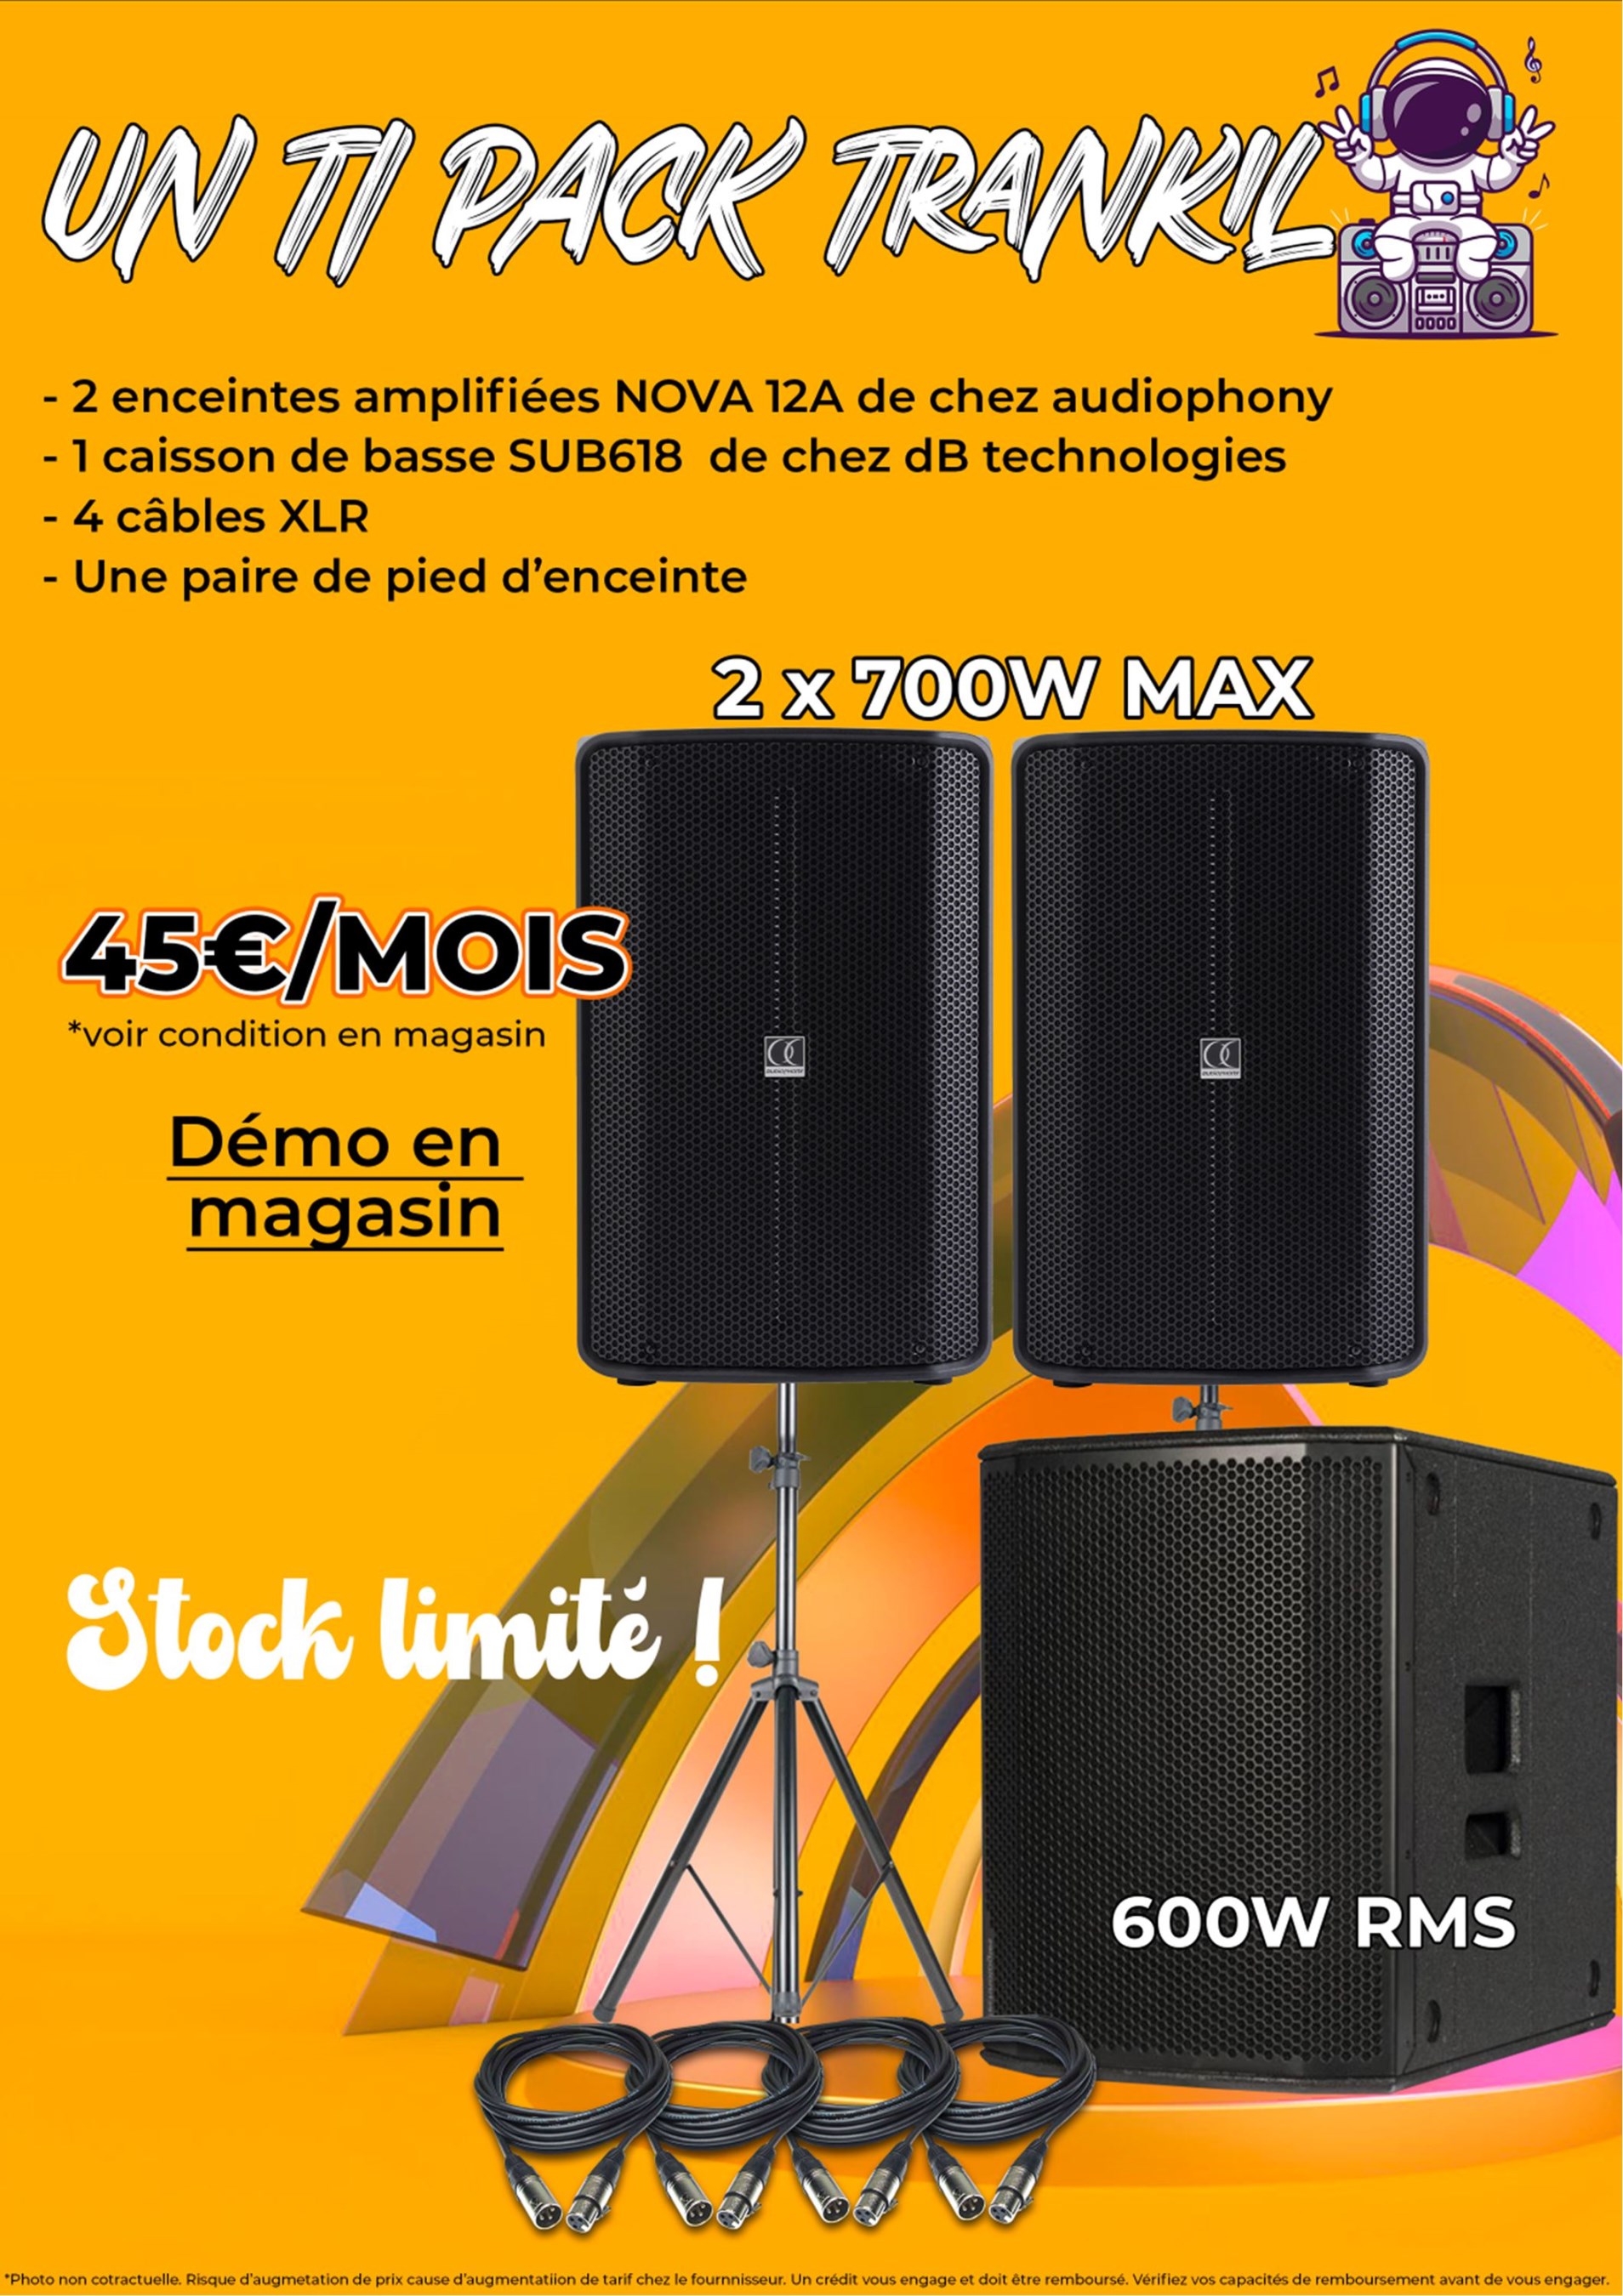 UN TI PACK TRANKIL
- 2 enceintes amplifiées NOVA 12A de chez audiophony
- 1 caisson de basse SUB618 de chez dB technologies
- 4 câbles XLR
- Une paire de pied d'enceinte
2 x 700W MAX
45€/MOIS
*voir condition en magasin
Démo en
magasin
Stock limité !
600W RMS
*Photo non cotractuelle. Risque d'augmetation de prix cause d'augmentatiion de tarif chez le fournnisseur. Un crédit vous engage et doit être remboursé. Vérifiez vos capacités de remboursement avant de vous engager.